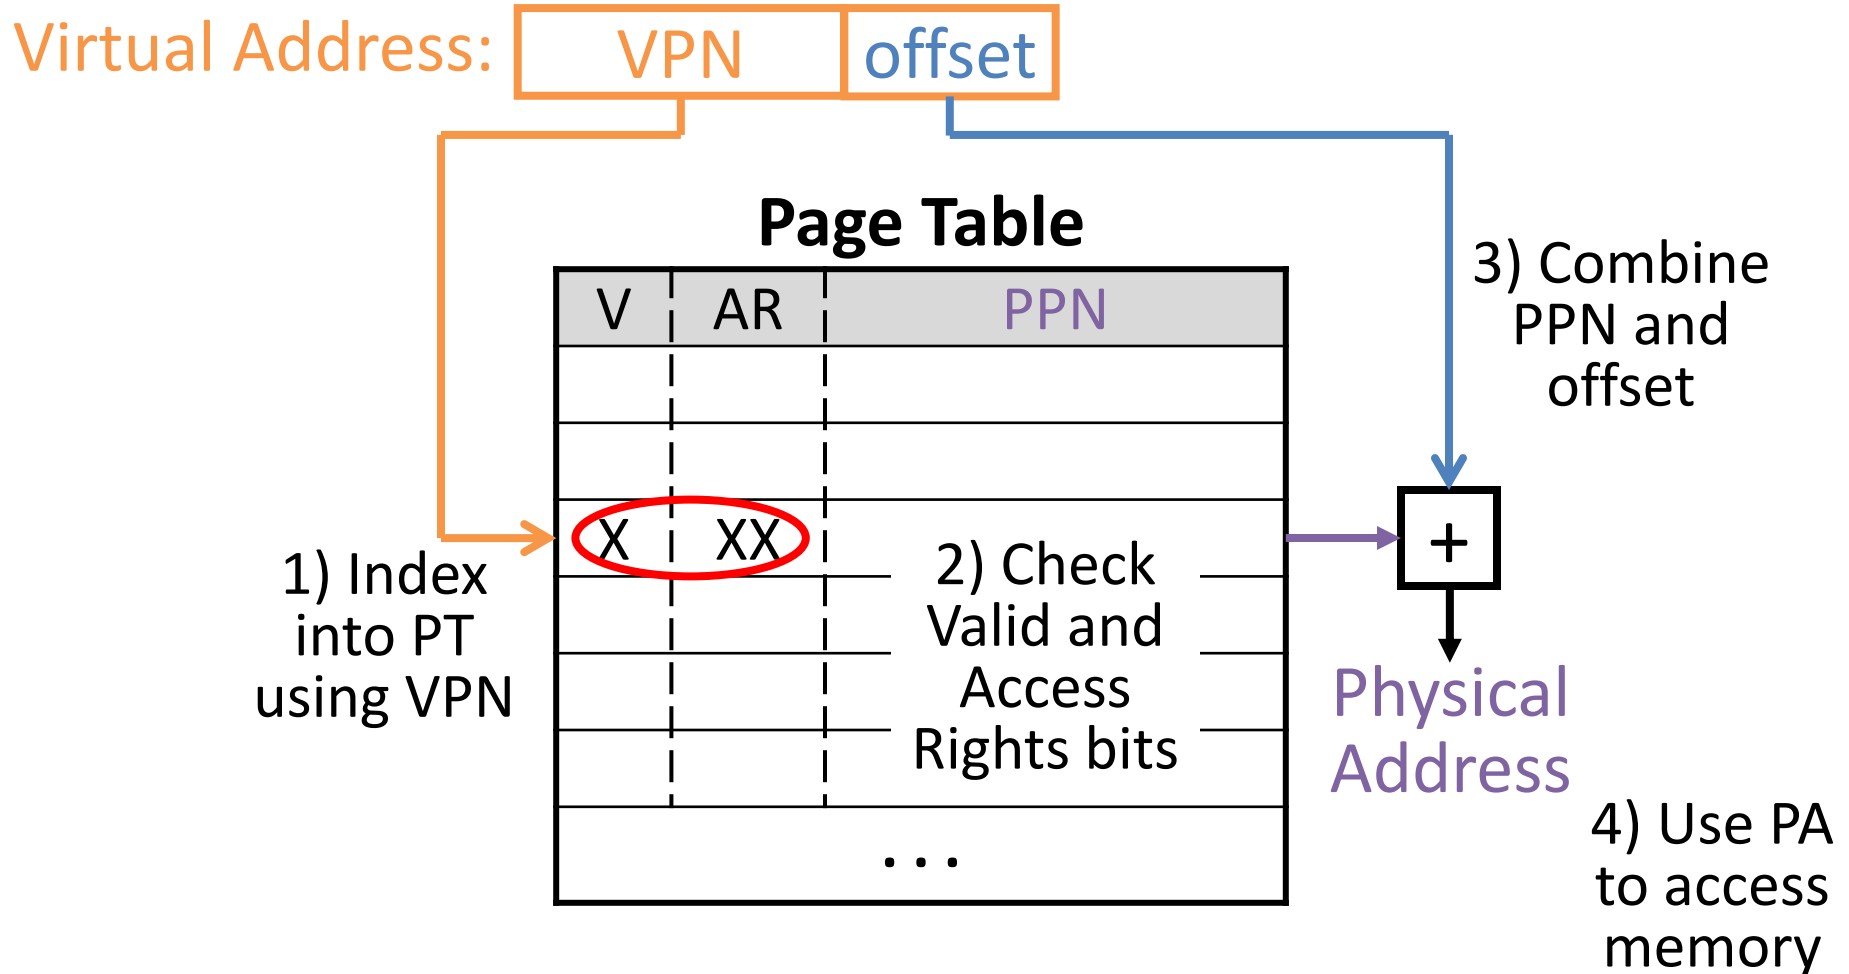 Virtual Address: VPN offset
Page Table
V AR PPN
X XX
1) Index
into PT
using VPN
2) Check
Valid and
Access
Rights bits
3) Combine
PPN and
offset
+
Physical
Address
4) Use PA
to access
memory
...